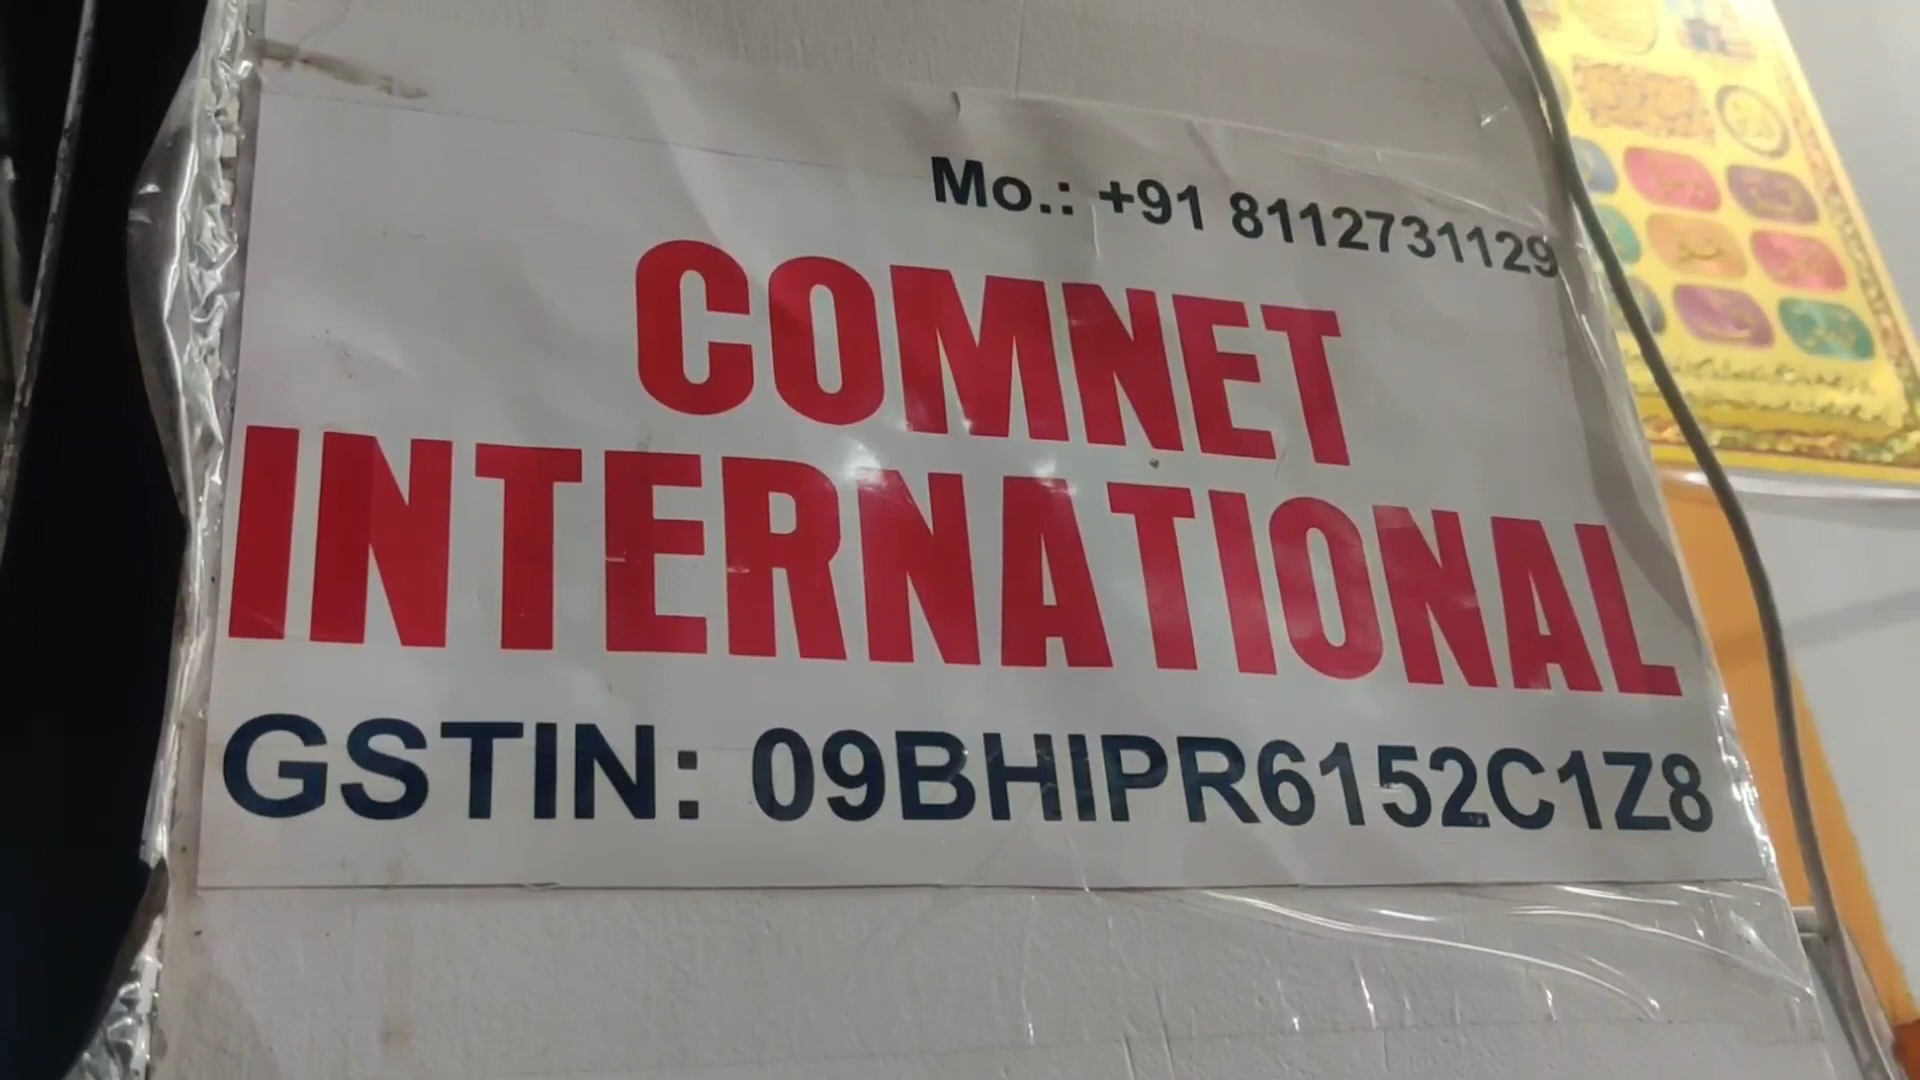 Mo.: +91 8112731129
COMNET
INTERNATIONAL
GSTIN: 09BHIPR6152C1Z8